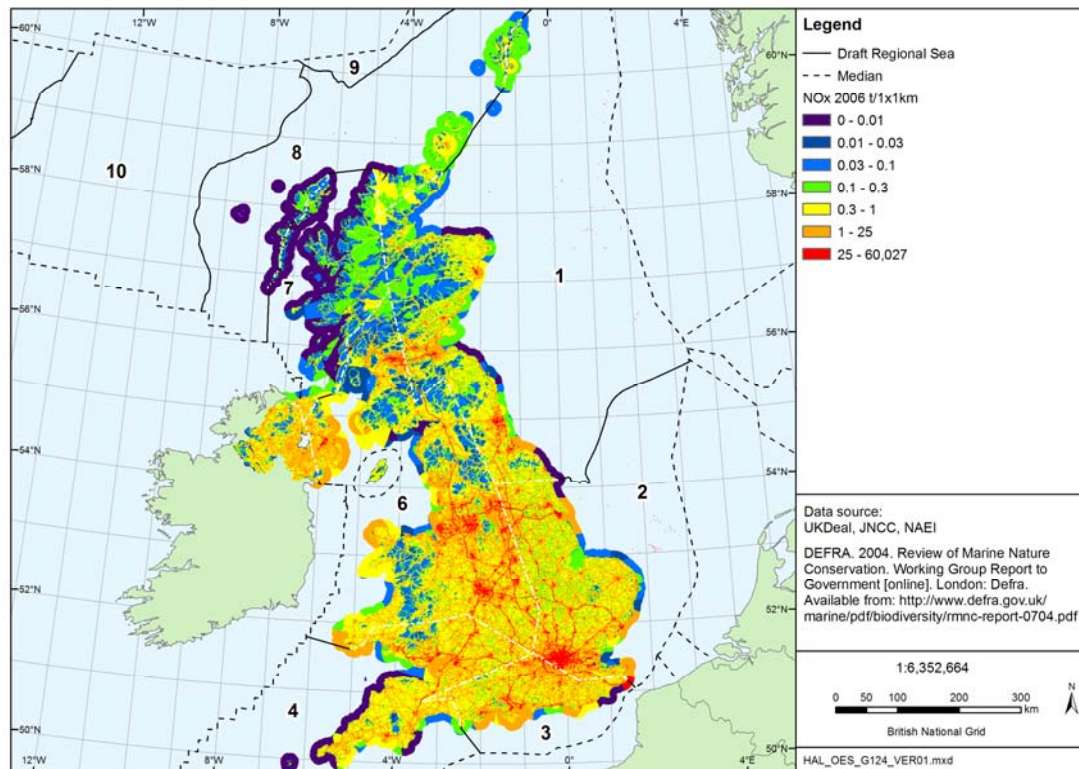 12°W
8°W
/4°W
0°
4°E
60°N
60°N
58°N
58°N
56°N
56°N
54°N
54°N
52°N
52°N
50°N
50°N
12°W
8°W
4°W
0°
4°E
9
8
10
7
1
2
6
4
3
Legend
Draft Regional Sea
Median
NOx 2006 t/1x1km
0 - 0.01
0.01 - 0.03
0.03 - 0.1
0.1 - 0.3
0.3 - 1
1 - 25
25 - 60,027
Data source:
UKDeal, JNCC, NAEI
DEFRA. 2004. Review of Marine Nature
Conservation. Working Group Report to
Government [online]. London: Defra.
Available from: http://www.defra.gov.uk/
marine/pdf/biodiversity/rmnc-report-0704.pdf
1:6,352,664
0 50 100 200 300
km
N
British National Grid
HAL_OES_G124_VER01.mxd